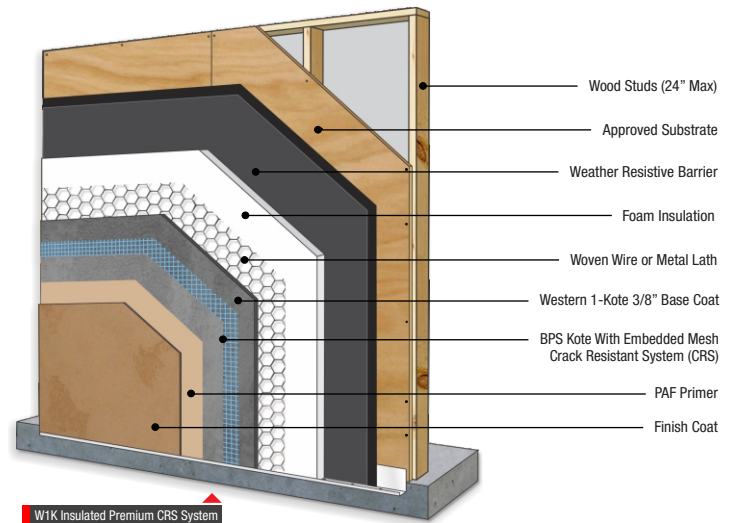 Wood Studs (24” Max)
Approved Substrate
Weather Resistive Barrier
Foam Insulation
Woven Wire or Metal Lath
Western 1-Kote 3/8” Base Coat
BPS Kote With Embedded Mesh
Crack Resistant System (CRS)
PAF Primer
Finish Coat
W1K Insulated Premium CRS System